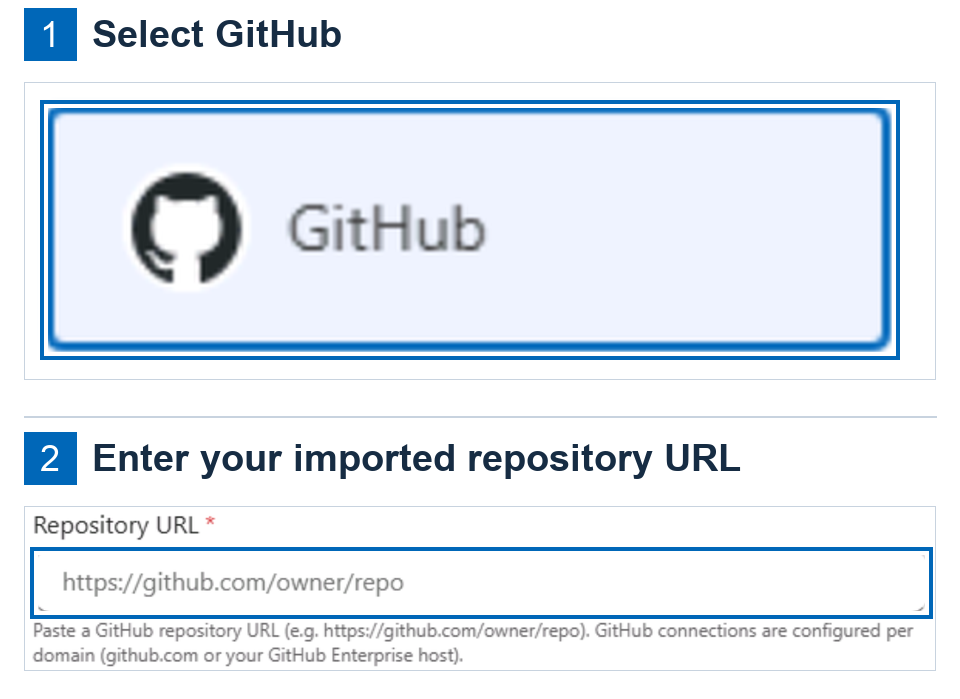 1 Select GitHub
GitHub
2 Enter your imported repository URL
Repository URL *
https://github.com/owner/repo
Paste a GitHub repository URL (e.g. https://github.com/owner/repo). GitHub connections are configured per
domain (github.com or your GitHub Enterprise host).